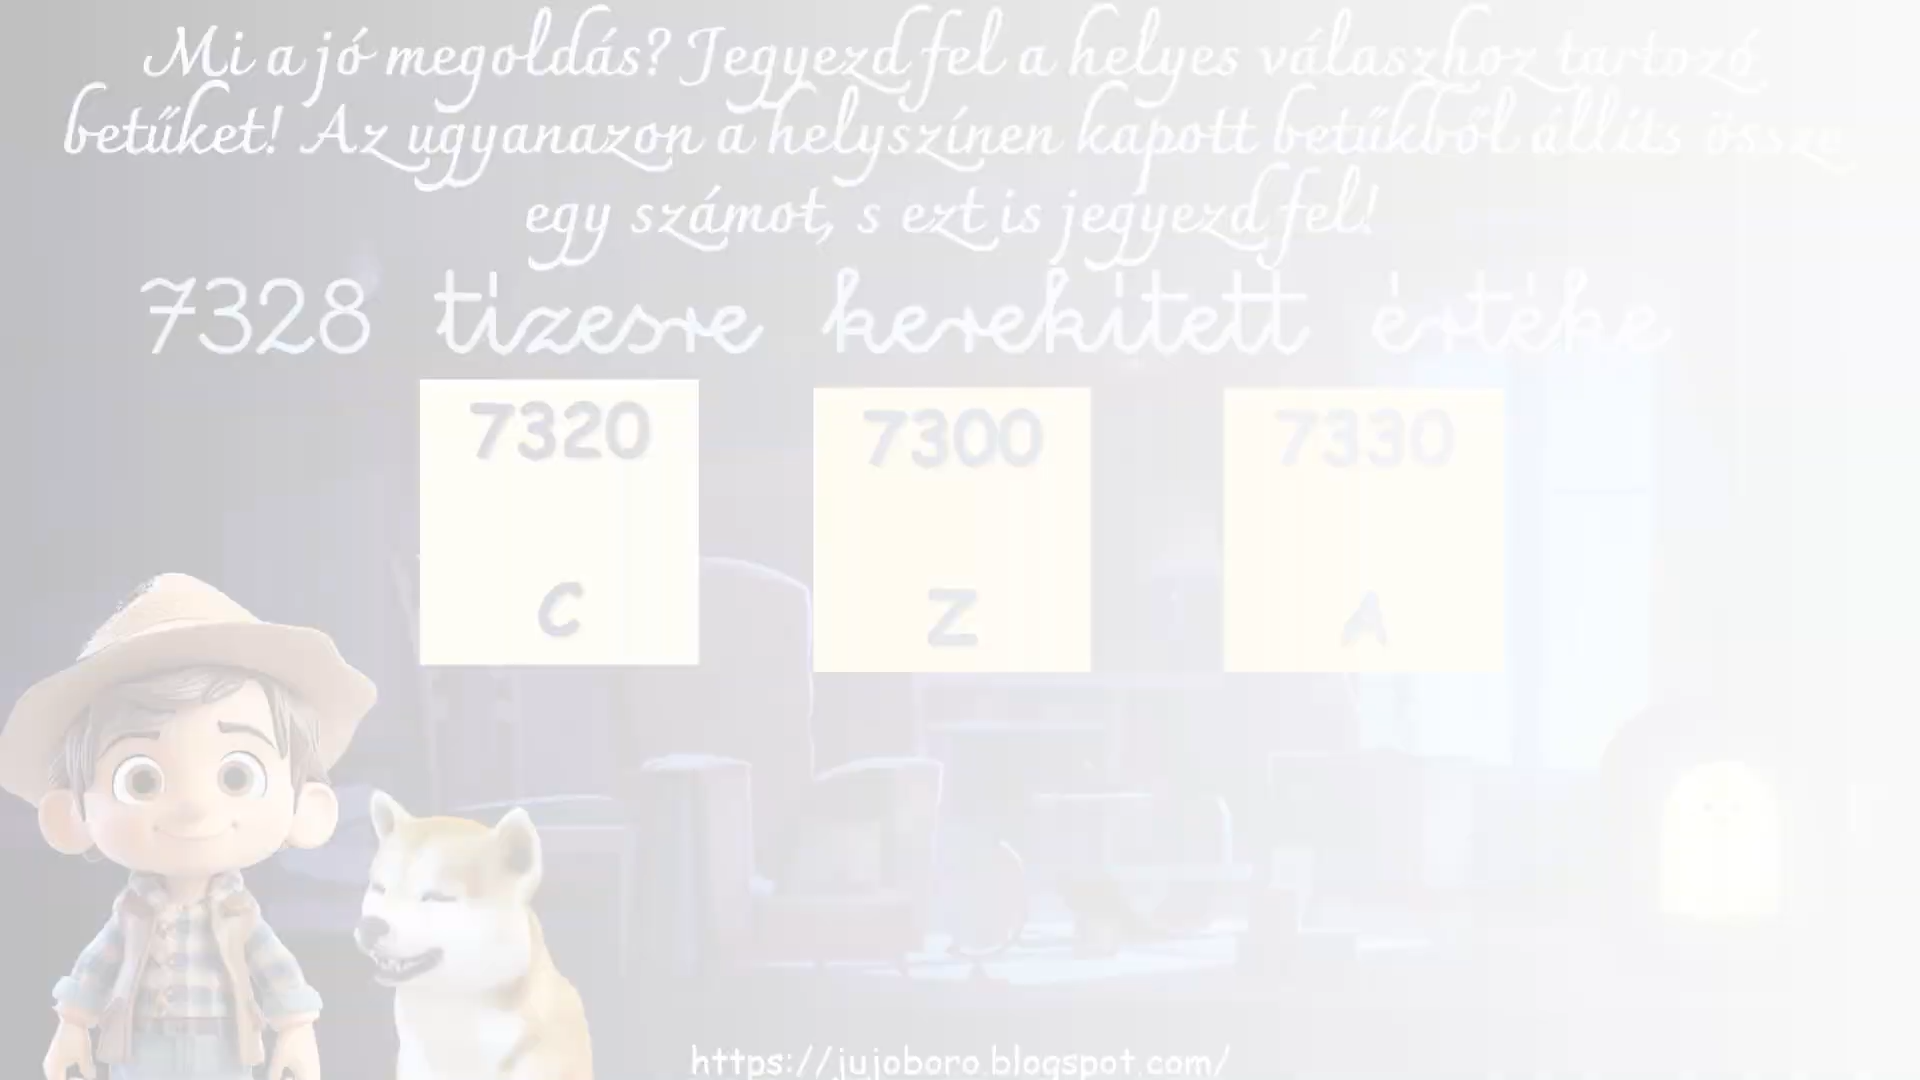 Mi a jó megoldás? Jegyezd fel a helyes válaszhoz tartozó
betűket! Az ugyanazon a helyszínen kapott betűkből állíts össze
egy számot, s ezt is jegyezd fel!
7328 tízesre kerekített értéke
7320 7300 7330
C Z A
https://jujoboro.blogspot.com/